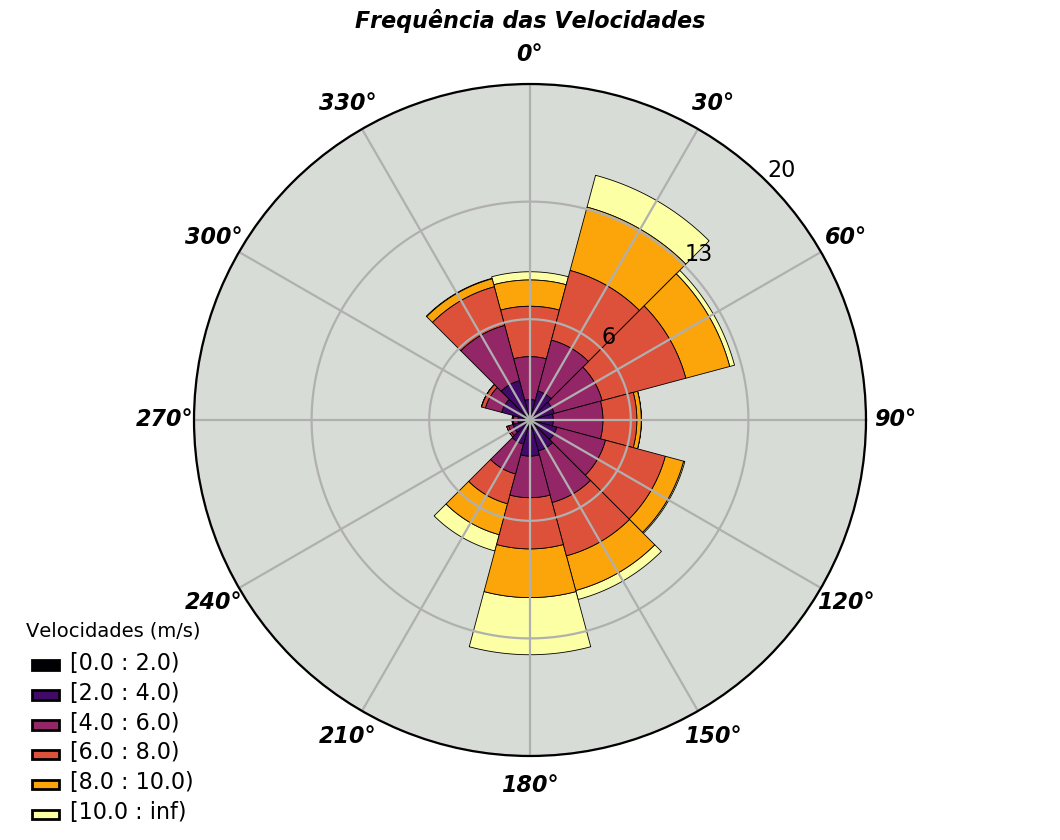 Frequência das Velocidades
0°
330°
30°
20
300°
60°
13
6
270°
90°
240°
120°
210°
150°
180°
Velocidades (m/s)
[0.0 : 2.0)
[2.0 : 4.0)
[4.0 : 6.0)
[6.0 : 8.0)
[8.0 : 10.0)
[10.0 : inf)